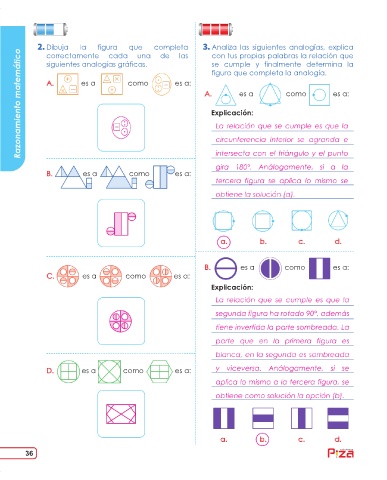 Razonamiento matemático
2. Dibuja la figura que completa
correctamente cada una de las
siguientes analogías gráficas.
A. es a como es a:
B. es a como es a:
C. es a como es a:
D. es a como es a:
36
3. Analiza las siguientes analogías, explica
con tus propias palabras la relación que
se cumple y finalmente determina la
figura que completa la analogía.
A. es a como es a:
Explicación:
La relación que se cumple es que la
circunferencia interior se agranda e
intersecta con el triángulo y el punto
gira 180°. Análogamente, si a la
tercera figura se aplica lo mismo se
obtiene la solución (a).
a. b. c. d.
B. es a como es a:
Explicación:
La relación que se cumple es que la
segunda figura ha rotado 90°, además
tiene invertida la parte sombreada. La
parte que en la primera figura es
blanca, en la segunda es sombreada
y viceversa. Análogamente, si se
aplica lo mismo a la tercera figura, se
obtiene como solución la opción (b).
a. b. c. d.